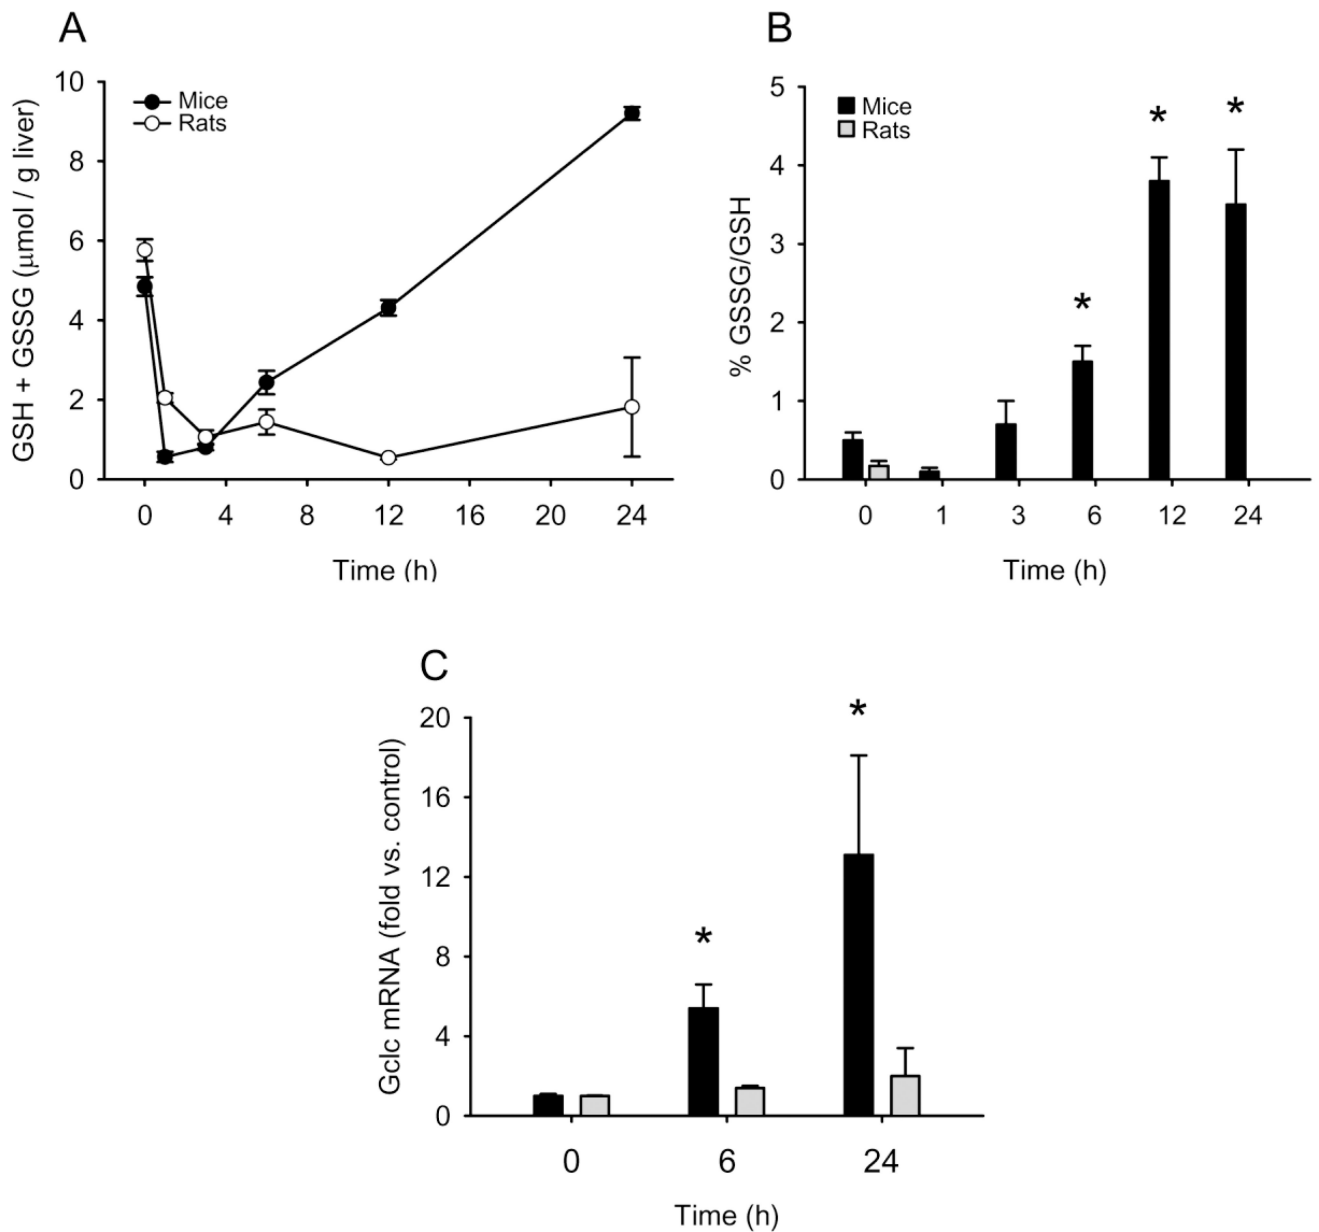 A
GSH + GSSG (µmol / g liver)
10
8
6
4
2
0
Mice
Rats
0 4 8 12 16 20 24
Time (h)
B
% GSSG/GSH
5
4
3
2
1
0
Mice
Rats
* * *
0 1 3 6 12 24
Time (h)
C
Gclc mRNA (fold vs. control)
20
16
12
8
4
0
* *
0 6 24
Time (h)